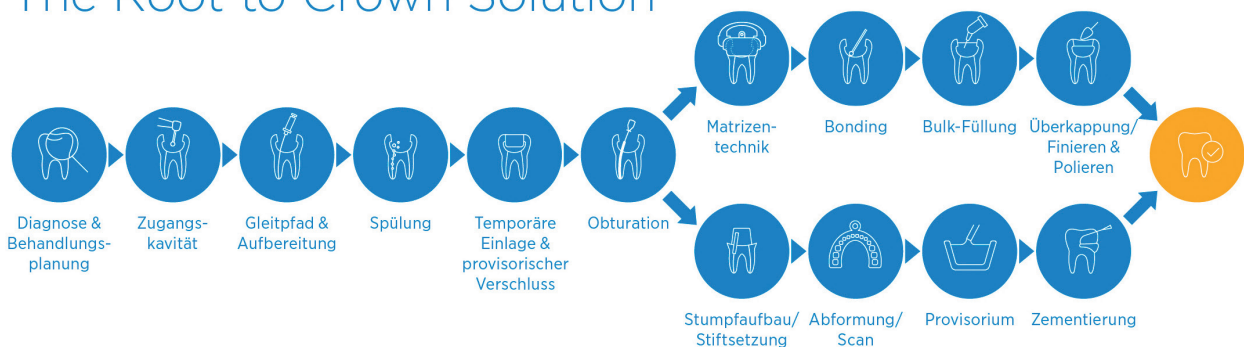 The Root to Crown Solution
Diagnose &
Behandlungs-
planung
Zugangs-
kavität
Gleitpfad &
Aufbereitung
Spülung
Temporäre
Einlage &
provisorischer
Verschluss
Obturation
Matrizen-
technik
Bonding
Bulk-Füllung
Überkappung/
Finieren &
Polieren
Stumpfaufbau/
Stiftsetzung
Abformung/
Scan
Provisorium
Zementierung